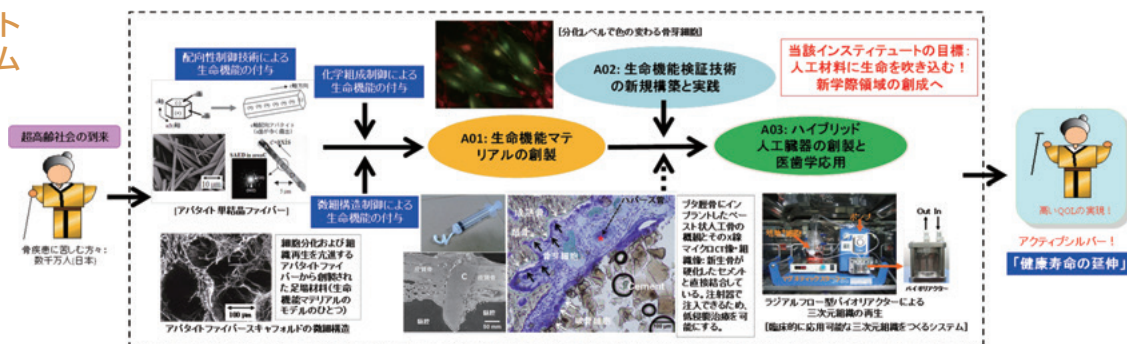 ト
ム
超高齢社会の到来
骨疾患に苦しむ方々:
数千万人(日本)
配向性制御技術による
生命機能の付与
10 μm
[アパタイト単結晶ファイバー]
100 μm
細胞分化および組
織再生を亢進する
アパタイトファイ
バーから創製され
た足場材料(生命
機能マテリアルの
モデルのひとつ)
アパタイトファイバースキャフォルドの微細構造
化学組成制御による
生命機能の付与
微細構造制御による
生命機能の付与
[分化レベルで色の変わる骨芽細胞]
A01: 生命機能マテ
リアルの創製
A02: 生命機能検証技術
の新規構築と実践
A03: ハイブリッド
人工臓器の創製と
医歯学応用
当該インスティテュートの目標:
人工材料に生命を吹き込む!
新学際領域の創成へ
C
50 mm
ハバース管
Cement
100 μm
ブタ脛骨にイン
プラントしたペー
スト状人工骨の
概観とそのX線
マイクロCT像・組
織像:新生骨が
硬化したセメント
と直接結合して
いる。注射器で
注入できるため、
低侵襲治療を可
能にする。
Out In
バイオリアクター
ラジアルフロー型バイオリアクターによる
三次元組織の再生
[臨床的に応用可能な三次元組織をつくるシステム]
高いQOLの実現!
アクティブシルバー!
「健康寿命の延伸」